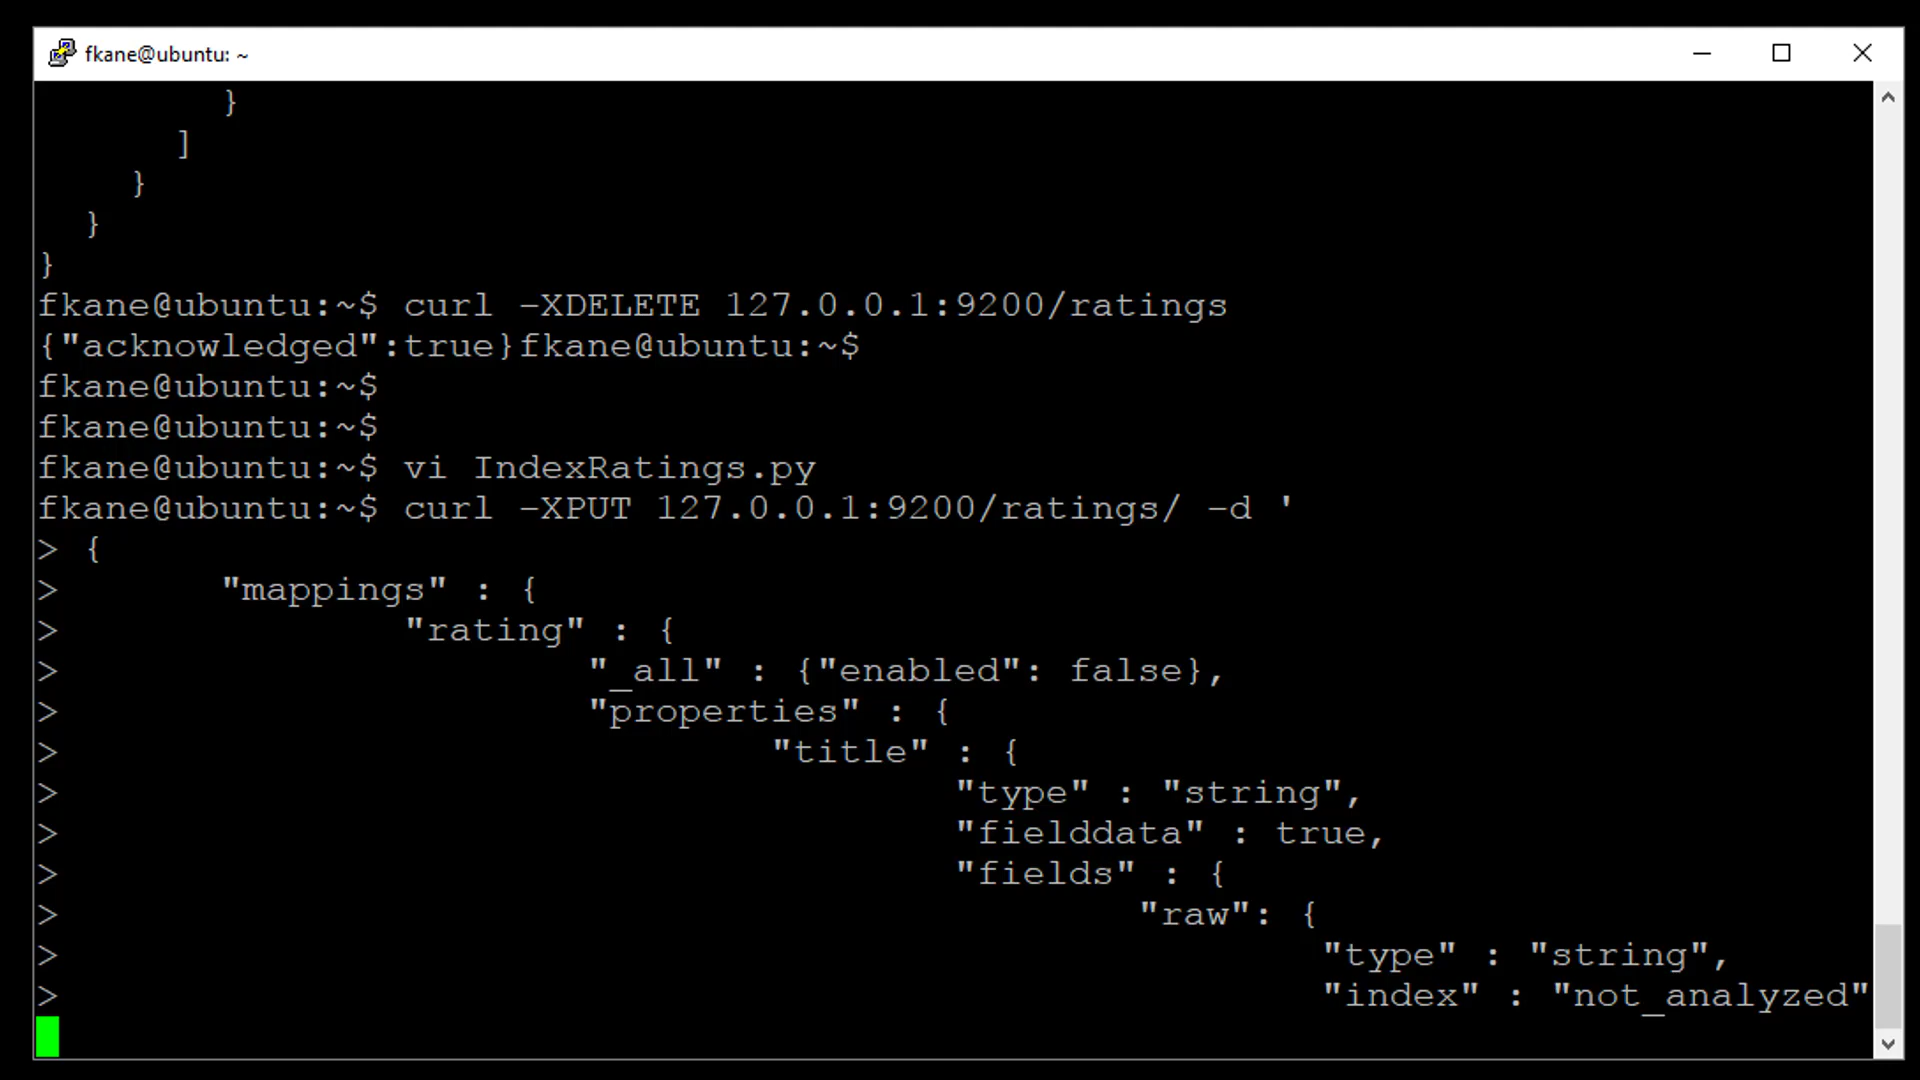 fkane@ubuntu: ~
}
]
}
}
}
fkane@ubuntu:~$ curl -XDELETE 127.0.0.1:9200/ratings
{"acknowledged":true}fkane@ubuntu:~$
fkane@ubuntu:~$
fkane@ubuntu:~$
fkane@ubuntu:~$ vi IndexRatings.py
fkane@ubuntu:~$ curl -XPUT 127.0.0.1:9200/ratings/ -d '
> {
> "mappings" : {
> "rating" : {
> "_all" : {"enabled": false},
> "properties" : {
> "title" : {
> "type" : "string",
> "fielddata" : true,
> "fields" : {
> "raw": {
> "type" : "string",
> "index" : "not_analyzed"